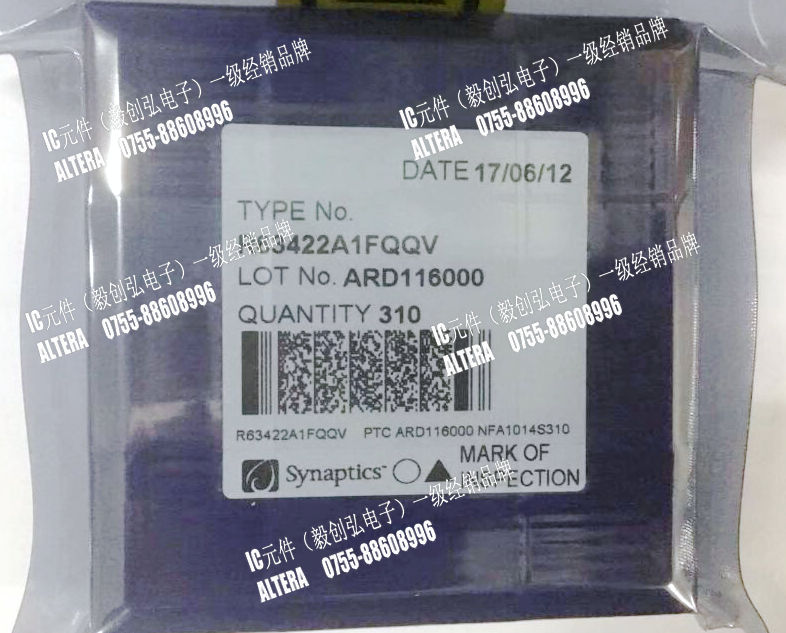 IC元件（毅创弘电子）一级经销品牌
ALTERA 0755-88608996
IC元件（毅创弘电子）一级经销品牌
ALTERA 0755-88608996
DATE 17/06/12
TYPE No.
R63422A1FQQV
LOT No. ARD116000
QUANTITY 310
IC元件（毅创弘电子）一级经销品牌
ALTERA 0755-88608996
IC元件（毅创弘电子）一级经销品牌
ALTERA 0755-88608996
R63422A1FQQV PTC ARD116000 NFA1014S310
Synaptics™ MARK OF
INSPECTION
IC元件（毅创弘电子）一级经销品牌
ALTERA 0755-88608996